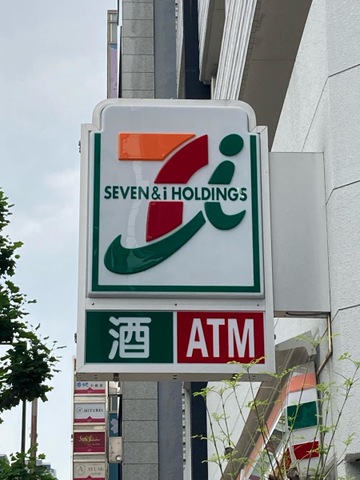 SEVEN & i HOLDINGS
酒 ATM